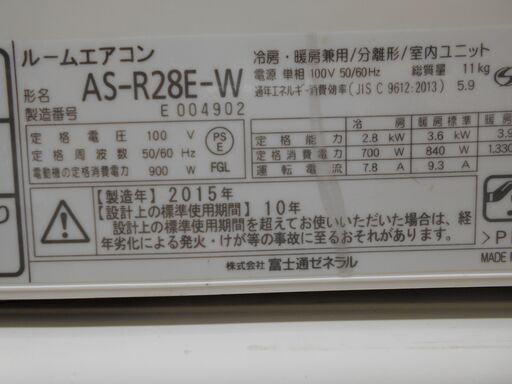 ルームエアコン
形名 AS-R28E-W
製造番号 E 004902
冷房・暖房兼用/分離形/室内ユニット
電源 単相 100V 50/60Hz 総質量 11kg
通年エネルギー消費効率 (JIS C 9612:2013) 5.9
定格電圧 100 V
定格周波数 50/60 Hz
電動機の定格消費電力 900 W
PS
E
FGL
冷房 暖房標準
定格能力 2.8 kW 3.6 kW 3.9
定格消費電力 700 W 840 W 1,330
運転電流 7.8 A 9.3 A
【製造年】2015年
【設計上の標準使用期間】10年
設計上の標準使用期間を超えてお使いいただいた場合は、経
年劣化による発火・けが等の事故に至るおそれがあります。
株式会社 富士通ゼネラル
MADE